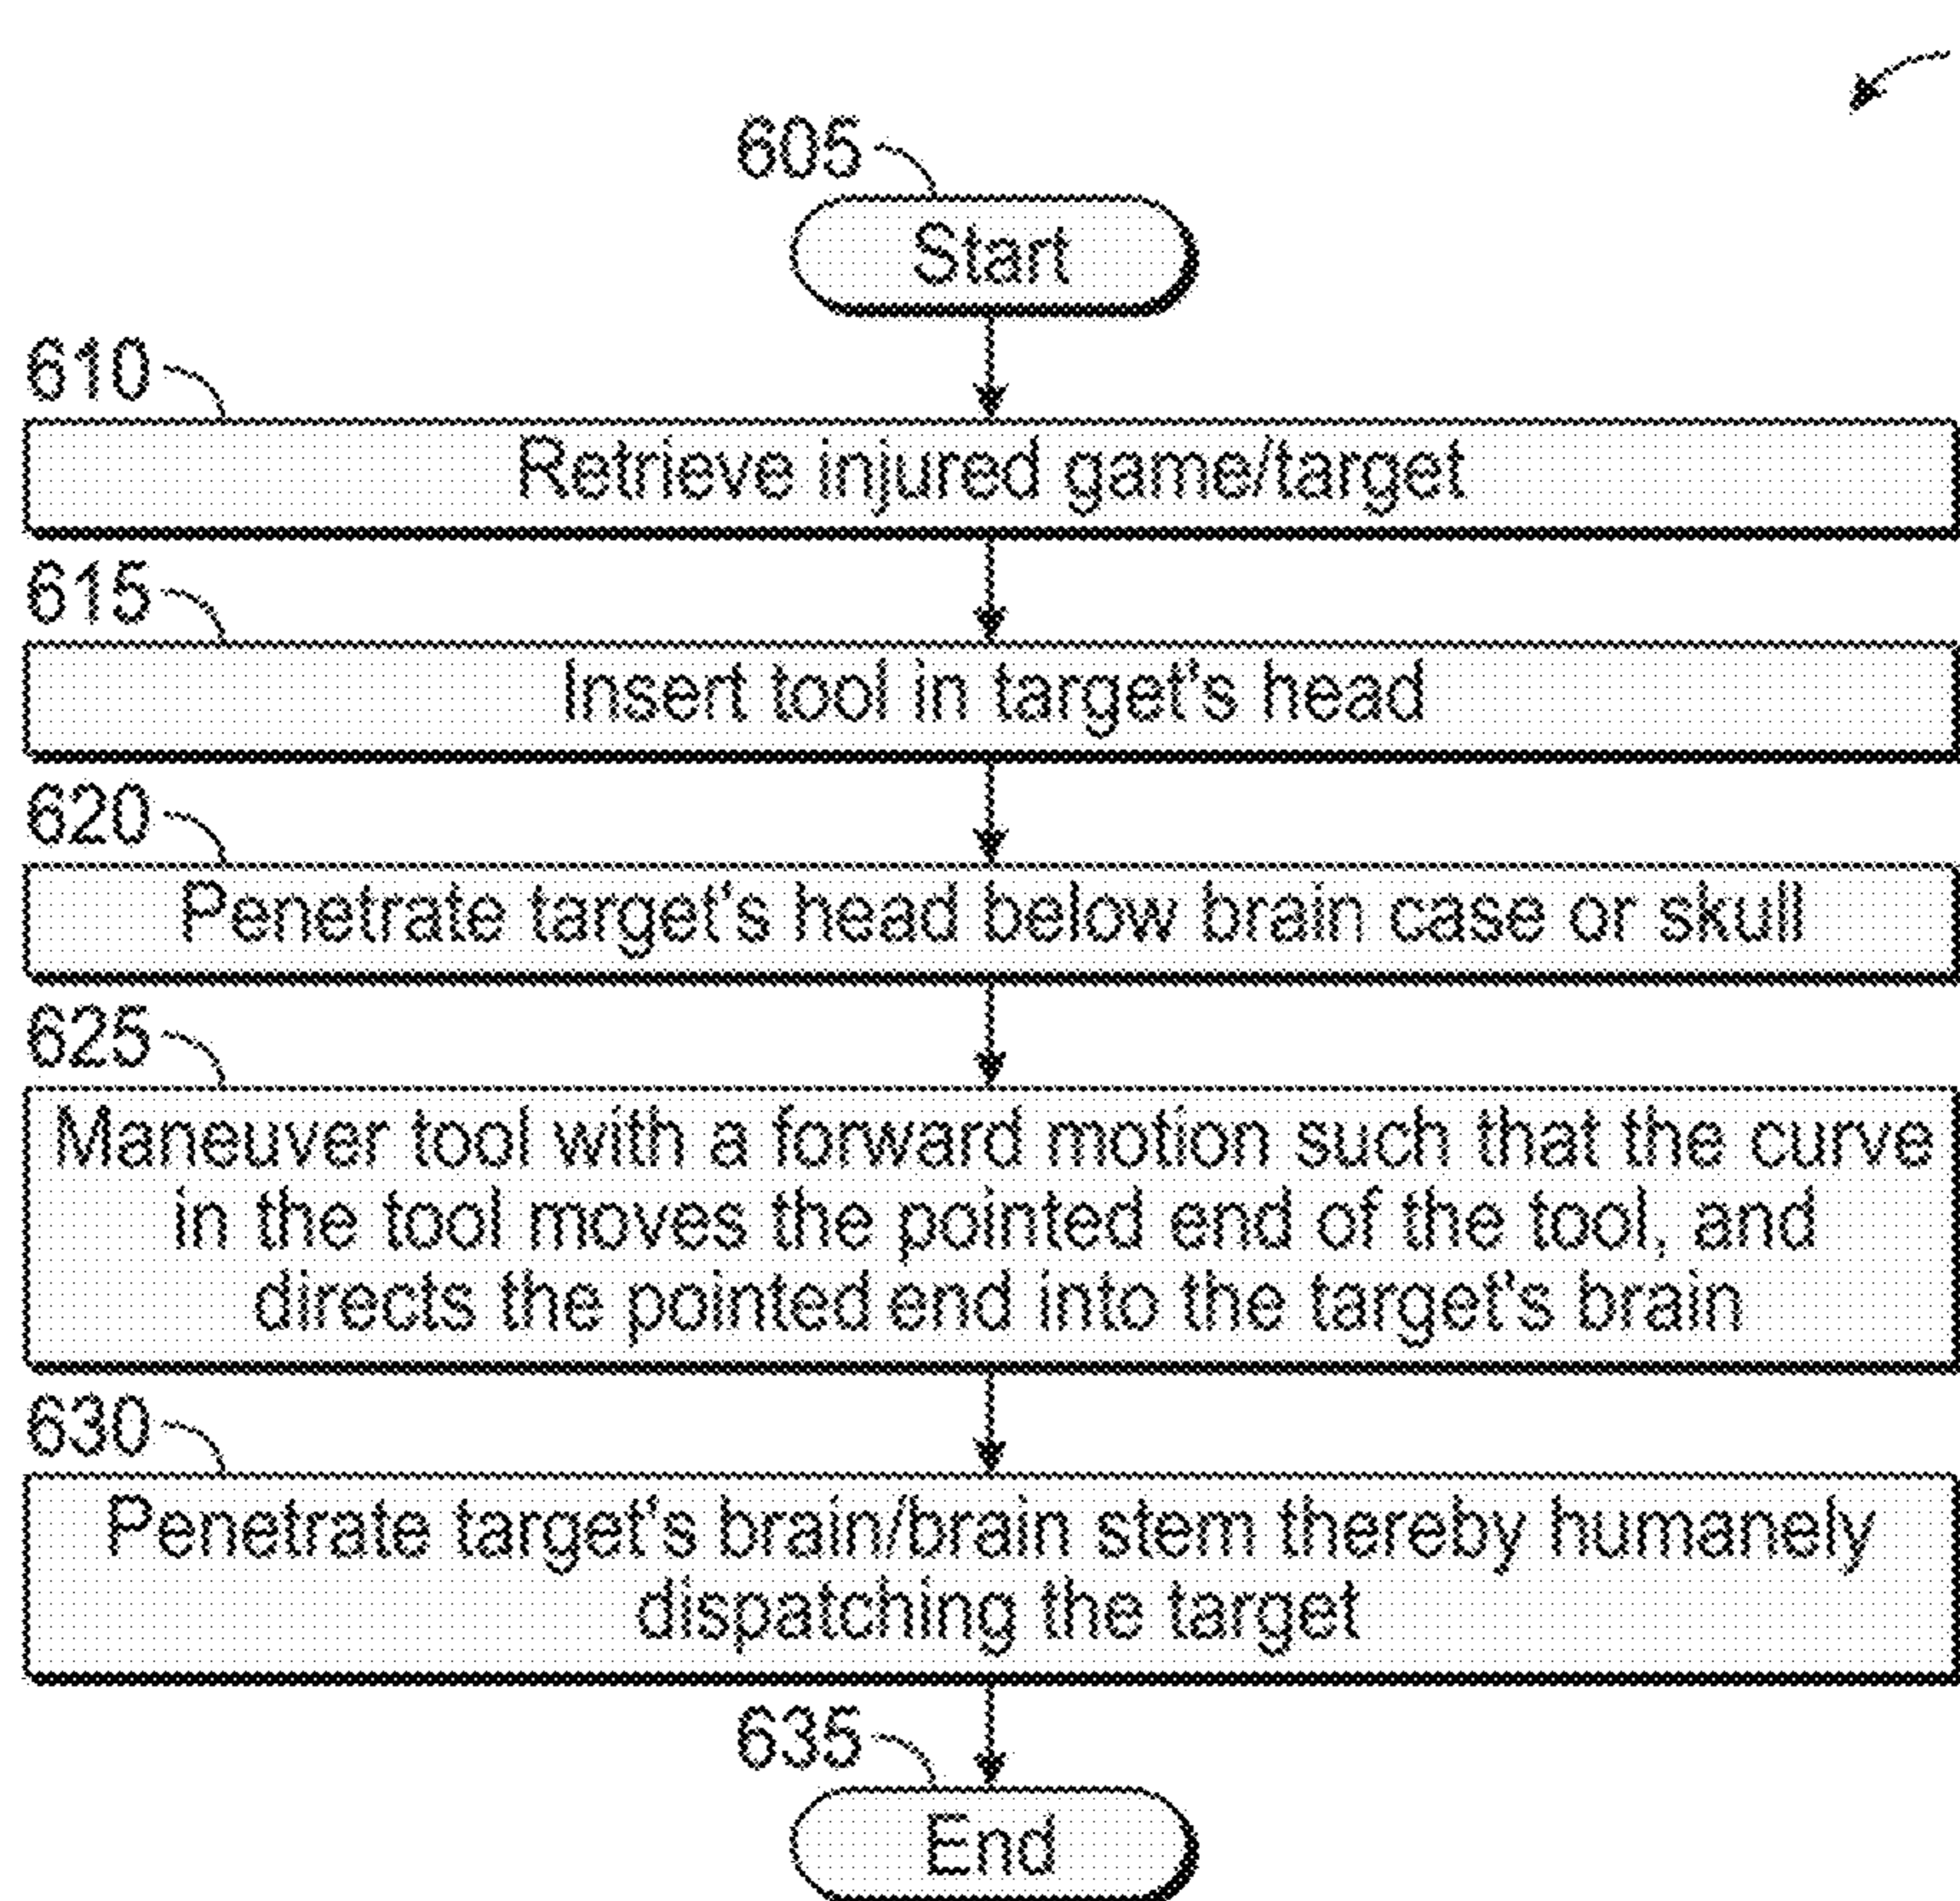 605
Start
610
Retrieve injured game/target
615
Insert tool in target's head
620
Penetrate target's head below brain case or skull
625
Maneuver tool with a forward motion such that the curve
in the tool moves the pointed end of the tool, and
directs the pointed end into the target's brain
630
Penetrate target's brain/brain stem thereby humanely
dispatching the target
635
End